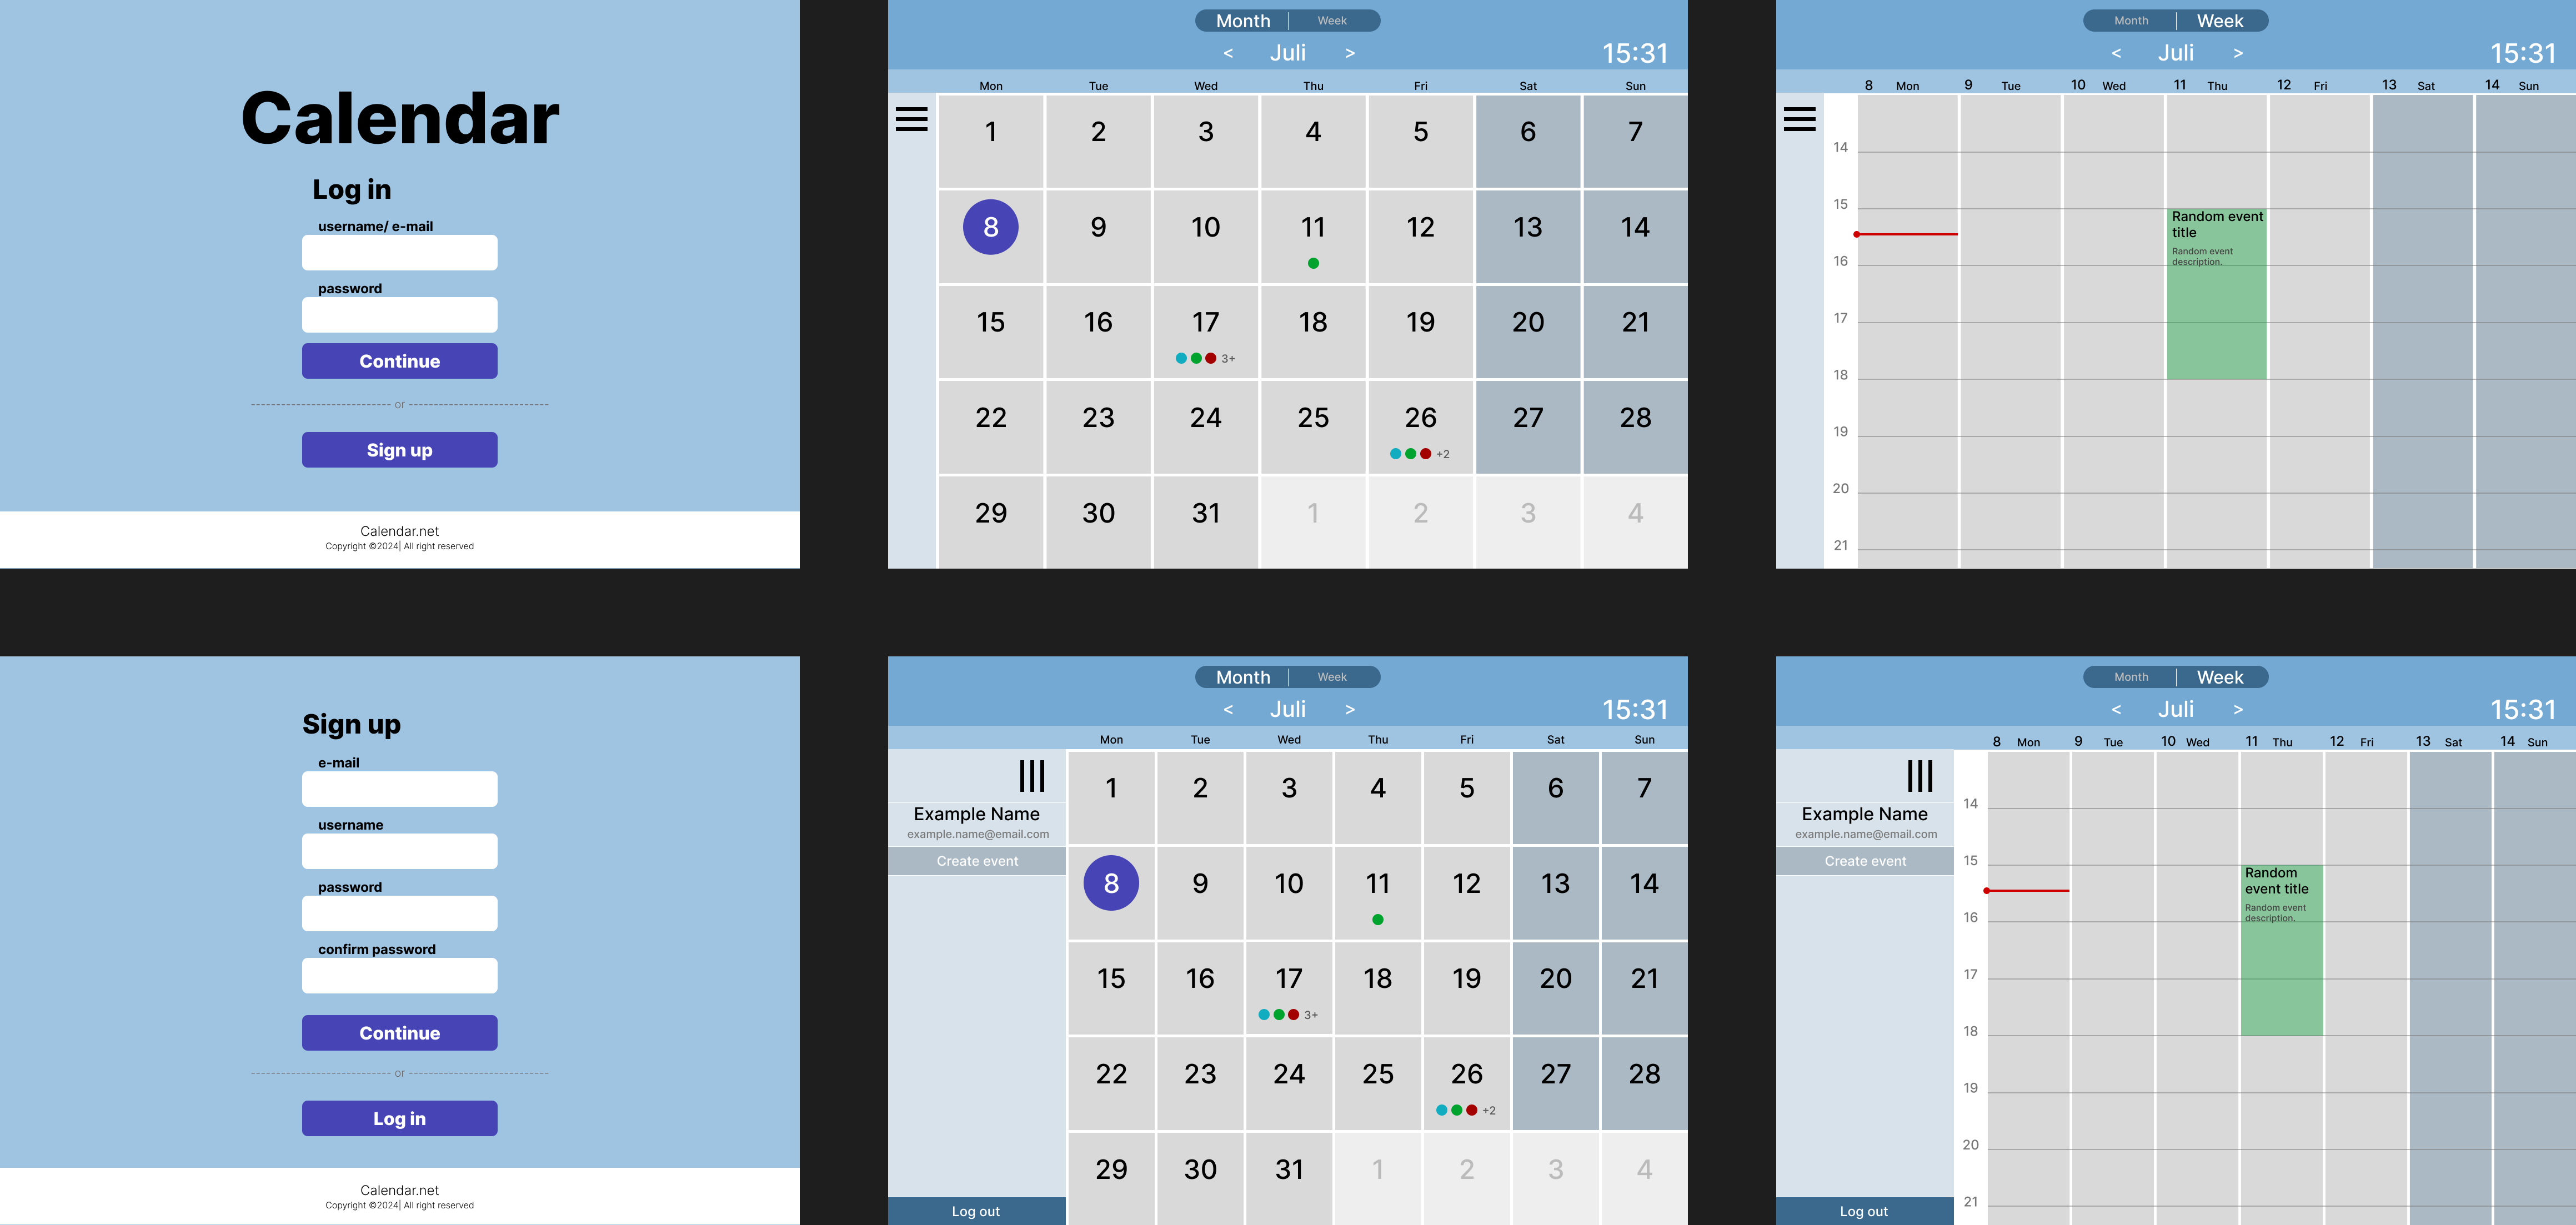 Calendar
Log in
username/ e-mail
password
Continue
or
Sign up
Calendar.net
Copyright ©2024| All right reserved
Month Week
< Juli >
15:31
Mon Tue Wed Thu Fri Sat Sun
1 2 3 4 5 6 7
8 9 10 11 12 13 14
15 16 17 18 19 20 21
3+
22 23 24 25 26 27 28
+2
29 30 31 1 2 3 4
Month Week
< Juli >
15:31
8 Mon 9 Tue 10 Wed 11 Thu 12 Fri 13 Sat 14 Sun
14
15
Random event
title
Random event
description.
16
17
18
19
20
21
Sign up
e-mail
username
password
confirm password
Continue
or
Log in
Calendar.net
Copyright ©2024| All right reserved
Month Week
< Juli >
15:31
Mon Tue Wed Thu Fri Sat Sun
Example Name
example.name@email.com
Create event
Log out
1 2 3 4 5 6 7
8 9 10 11 12 13 14
15 16 17 18 19 20 21
3+
22 23 24 25 26 27 28
+2
29 30 31 1 2 3 4
Month Week
< Juli >
15:31
8 Mon 9 Tue 10 Wed 11 Thu 12 Fri 13 Sat 14 Sun
Example Name
example.name@email.com
Create event
Log out
14
15
Random
event title
Random event
description.
16
17
18
19
20
21